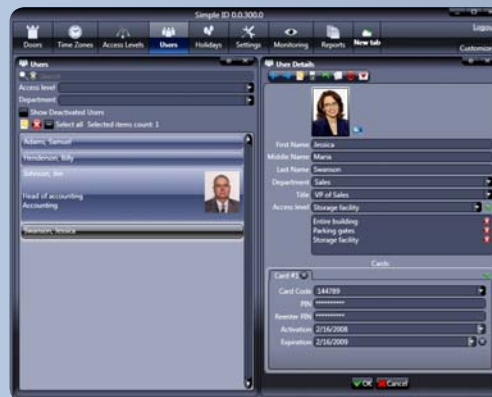 Simple ID 0.0.300.0
Logou
Doors Time Zones Access Levels Users Holidays Settings Monitoring Reports New tab
Customize
Users
Search
Access level
Department
Show Deactivated Users
Select all Selected items count: 1
Adams, Samuel
Henderson, Billy
Johnson, Jim
Head of accounting
Accounting
Swanson, Jessica
User Details
First Name Jessica
Middle Name Maria
Last Name Swanson
Department Sales
Title VP of Sales
Access level Storage facility
Entire building
Parking gates
Storage facility
Cards
Card #1
Card Code 144789
PIN **********
Reenter PIN **********
Activation 2/16/2008
Expiration 2/16/2009
OK Cancel